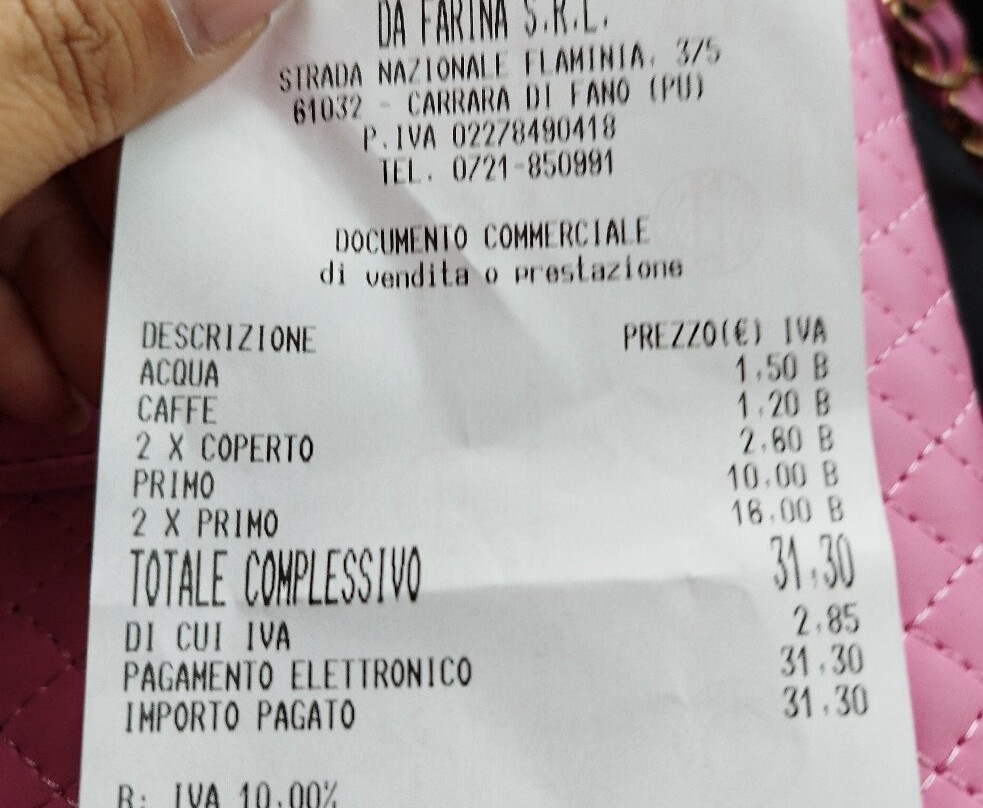 DA FARINA S.R.L.
STRADA NAZIONALE FLAMINIA, 3/5
61032 - CARRARA DI FANO (PU)
P.IVA 02278490418
TEL. 0721-850991
DOCUMENTO COMMERCIALE
di vendita o prestazione
DESCRIZIONE PREZZO(€) IVA
ACQUA 1,50 B
CAFFE 1,20 B
2 X COPERTO 2,60 B
PRIMO 10,00 B
2 X PRIMO 16,00 B
TOTALE COMPLESSIVO 31,30
DI CUI IVA 2,85
PAGAMENTO ELETTRONICO 31,30
IMPORTO PAGATO 31,30
B: IVA 10,00%